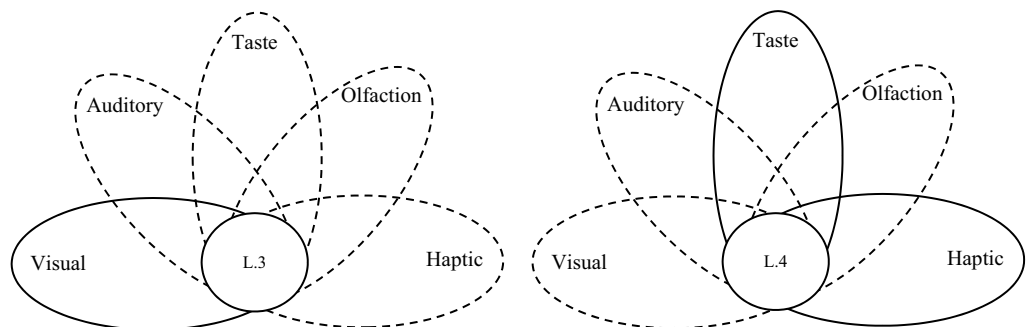 Taste
Auditory
Olfaction
Visual
L.3
Haptic
Taste
Auditory
Olfaction
Visual
L.4
Haptic